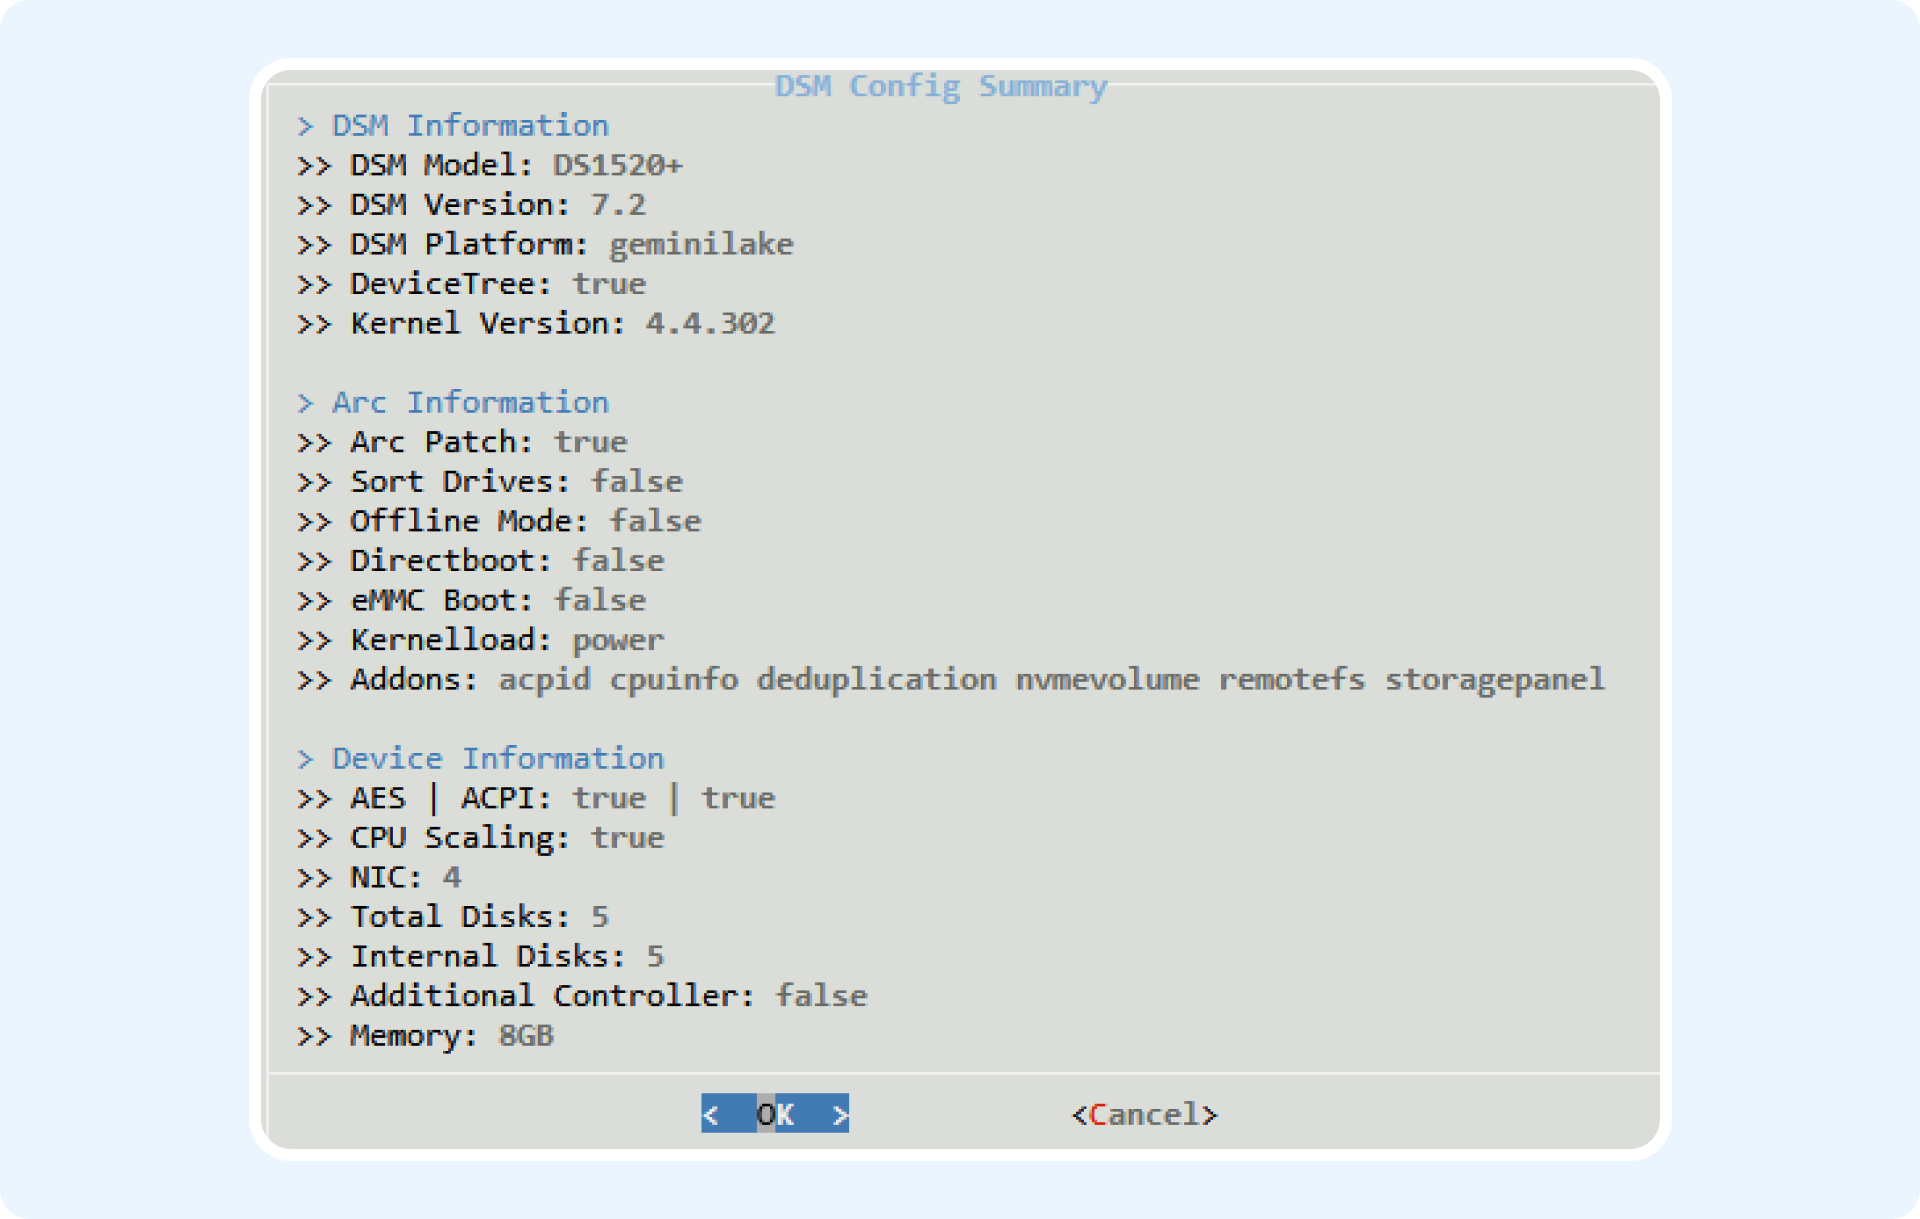 DSM Config Summary
> DSM Information
>> DSM Model: DS1520+
>> DSM Version: 7.2
>> DSM Platform: geminilake
>> DeviceTree: true
>> Kernel Version: 4.4.302
> Arc Information
>> Arc Patch: true
>> Sort Drives: false
>> Offline Mode: false
>> Directboot: false
>> eMMC Boot: false
>> Kernelload: power
>> Addons: acpid cpuinfo deduplication nvmevolume remotefs storagepanel
> Device Information
>> AES | ACPI: true | true
>> CPU Scaling: true
>> NIC: 4
>> Total Disks: 5
>> Internal Disks: 5
>> Additional Controller: false
>> Memory: 8GB
< OK > <Cancel>